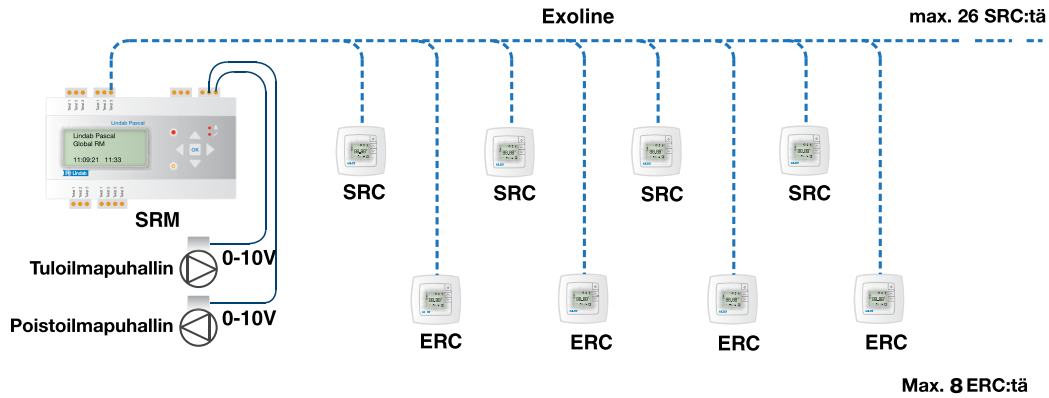 Exoline
max. 26 SRC:tä
Lindab Pascal
Lindab Pascal
Global RM
11:09:21 11:33
OK
Lindab
SRM
SRC
SRC
SRC
SRC
Tuloilmapuhallin
0-10V
Poistoilmapuhallin
0-10V
ERC
ERC
ERC
ERC
Max. 8 ERC:tä